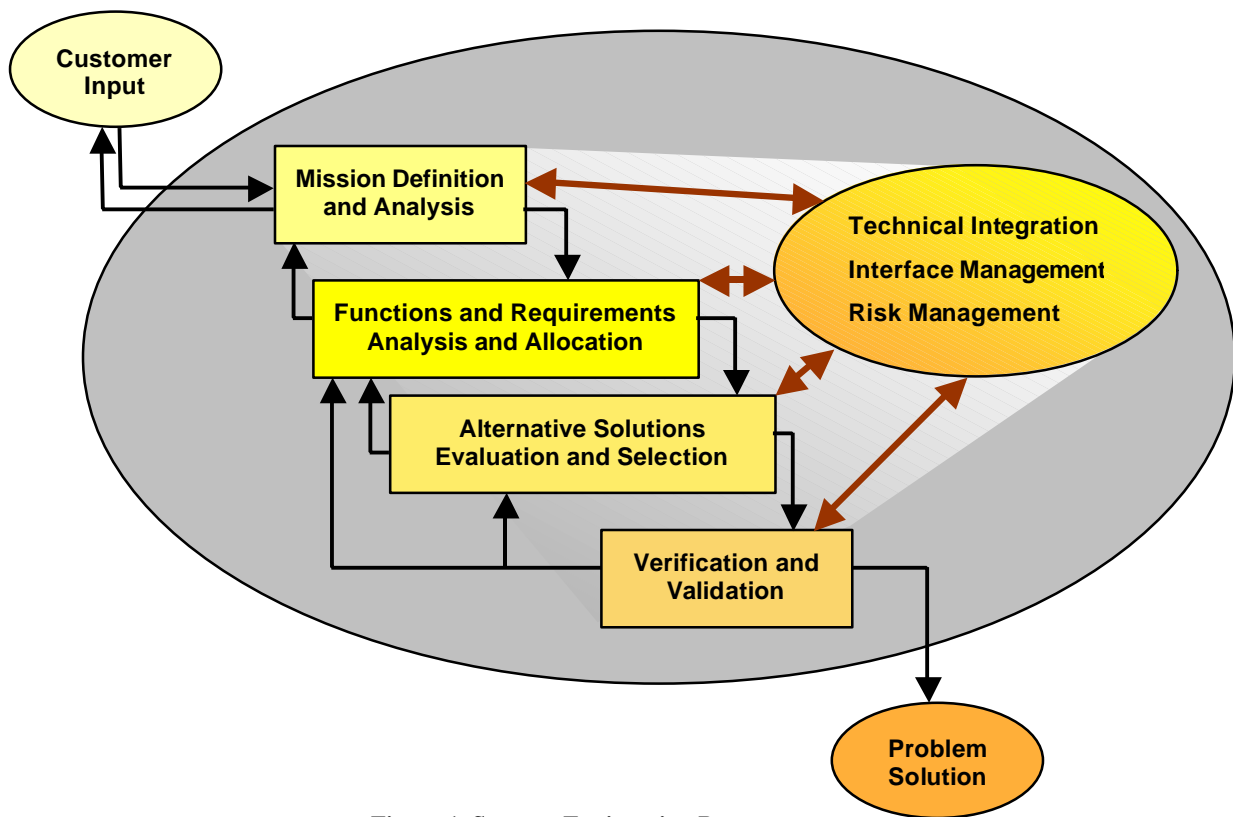 Customer
Input
Mission Definition
and Analysis
Technical Integration
Interface Management
Risk Management
Functions and Requirements
Analysis and Allocation
Alternative Solutions
Evaluation and Selection
Verification and
Validation
Problem
Solution